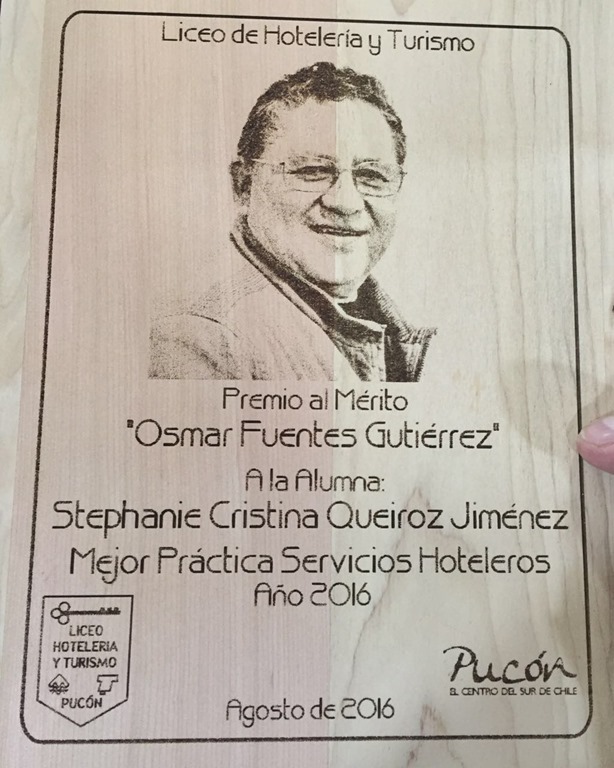 Liceo de Hotelería y Turismo
Premio al Mérito
"Osmar Fuentes Gutiérrez"
A la Alumna:
Stephanie Cristina Queiroz Jiménez
Mejor Práctica Servicios Hoteleros
Año 2016
LICEO
HOTELERIA
Y TURISMO
PUCÓN
Pucón
EL CENTRO DEL SUR DE CHILE
Agosto de 2016